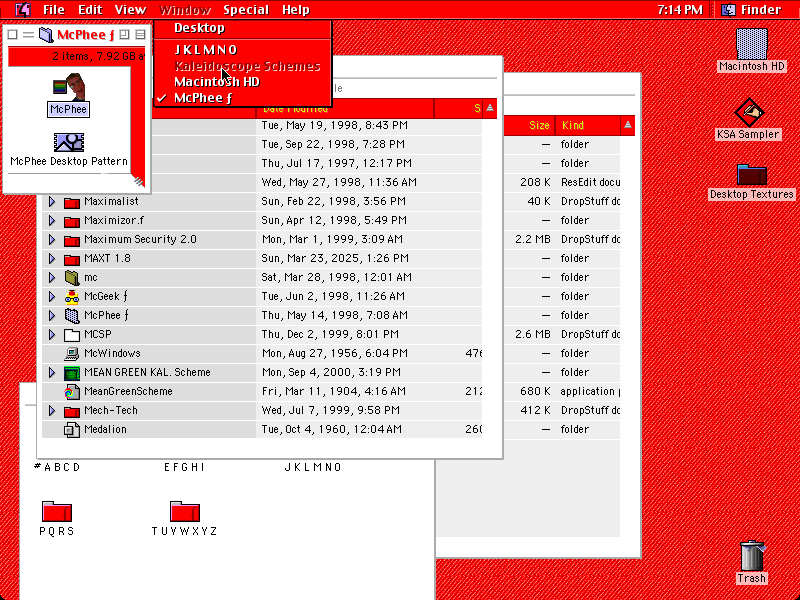 File Edit View Window Special Help 7:14 PM Finder
McPhee ƒ
2 items, 7.92 GB a
McPhee
McPhee Desktop Pattern
Desktop
J K L M N O
Kaleidoscope Schemes
Macintosh HD
✓ McPhee ƒ
Date Modified S
Tue, May 19, 1998, 8:43 PM
Tue, Sep 22, 1998, 7:28 PM
Thu, Jul 17, 1997, 12:17 PM
Wed, May 27, 1998, 11:36 AM
Maximalist Sun, Feb 22, 1998, 3:56 PM
Maximizor.f Sun, Apr 12, 1998, 5:49 PM
Maximum Security 2.0 Mon, Mar 1, 1999, 3:09 AM
MAXT 1.8 Sun, Mar 23, 2025, 1:26 PM
mc Sat, Mar 28, 1998, 12:01 AM
McGeek ƒ Tue, Jun 2, 1998, 11:26 AM
McPhee ƒ Thu, May 14, 1998, 7:08 AM
MCSP Thu, Dec 2, 1999, 8:01 PM
McWindows Mon, Aug 27, 1956, 6:04 PM 476
MEAN GREEN KAL. Scheme Mon, Sep 4, 2000, 3:19 PM
MeanGreenScheme Fri, Mar 11, 1904, 4:16 AM 212
Mech-Tech Wed, Jul 7, 1999, 9:58 PM
Medalion Tue, Oct 4, 1960, 12:04 AM 260
Size Kind
— folder
— folder
— folder
208 K ResEdit docu
40 K DropStuff do
— folder
2.2 MB DropStuff do
— folder
— folder
— folder
— folder
2.6 MB DropStuff do
— folder
— folder
680 K application p
412 K DropStuff do
— folder
#ABCD EFGHI JKLMNO
PQRS TUVWXYZ
Macintosh HD
KSA Sampler
Desktop Textures
Trash